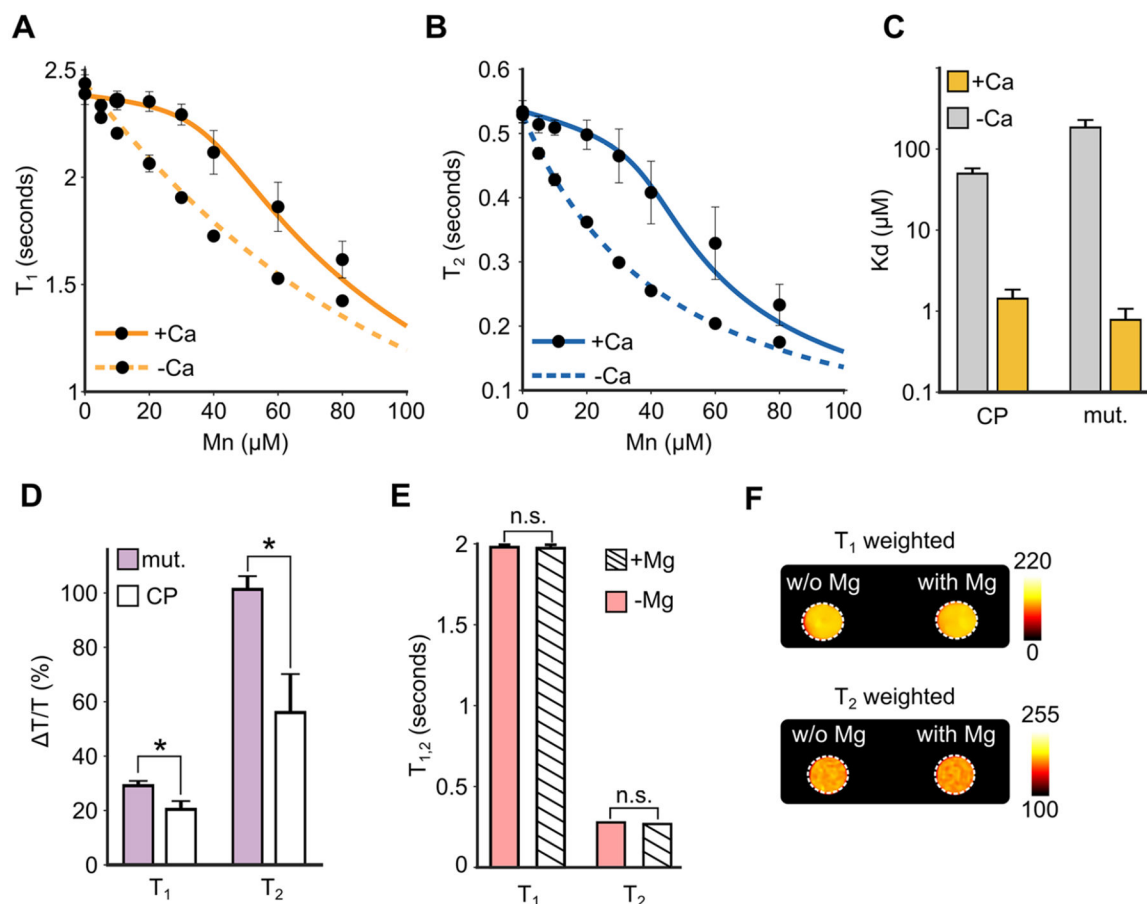 A
2.5
2
1.5
1
T1 (seconds)
+Ca
-Ca
0 20 40 60 80 100
Mn (µM)
B
0.6
0.5
0.4
0.3
0.2
0.1
T2 (seconds)
+Ca
-Ca
0 20 40 60 80 100
Mn (µM)
C
+Ca
-Ca
100
10
1
0.1
Kd (µM)
CP mut.
D
mut.
CP
100
80
60
40
20
0
ΔT/T (%)
*
*
T1 T2
E
n.s.
n.s.
+Mg
-Mg
2
1.5
1
0.5
0
T1,2 (seconds)
T1 T2
F
T1 weighted
w/o Mg with Mg
220
0
T2 weighted
w/o Mg with Mg
255
100